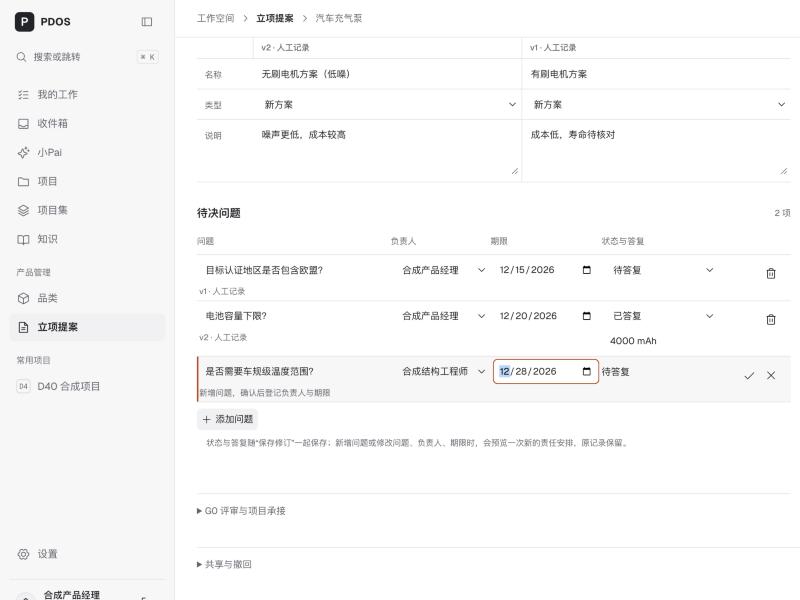 P PDOS
工作空间 > 立项提案 > 汽车充气泵
搜索或跳转 ⌘ K
我的工作
收件箱
小Pai
项目
项目集
知识
产品管理
品类
立项提案
常用项目
D4 D4O 合成项目
设置
合成产品经理
v2 · 人工记录 v1 · 人工记录
名称 无刷电机方案（低噪） 有刷电机方案
类型 新方案 新方案
说明 噪声更低，成本较高 成本低，寿命待核对
待决问题 2 项
问题 负责人 期限 状态与答复
目标认证地区是否包含欧盟？ 合成产品经理 12/15/2026 待答复
v1 · 人工记录
电池容量下限？ 合成产品经理 12/20/2026 已答复
v2 · 人工记录 4000 mAh
是否需要车规级温度范围？ 合成结构工程师 12/28/2026 待答复
新增问题，确认后登记负责人与期限
+ 添加问题
状态与答复随“保存修订”一起保存；新增问题或修改问题、负责人、期限时，会预览一次新的责任安排，原记录保留。
GO 评审与项目承接
共享与撤回